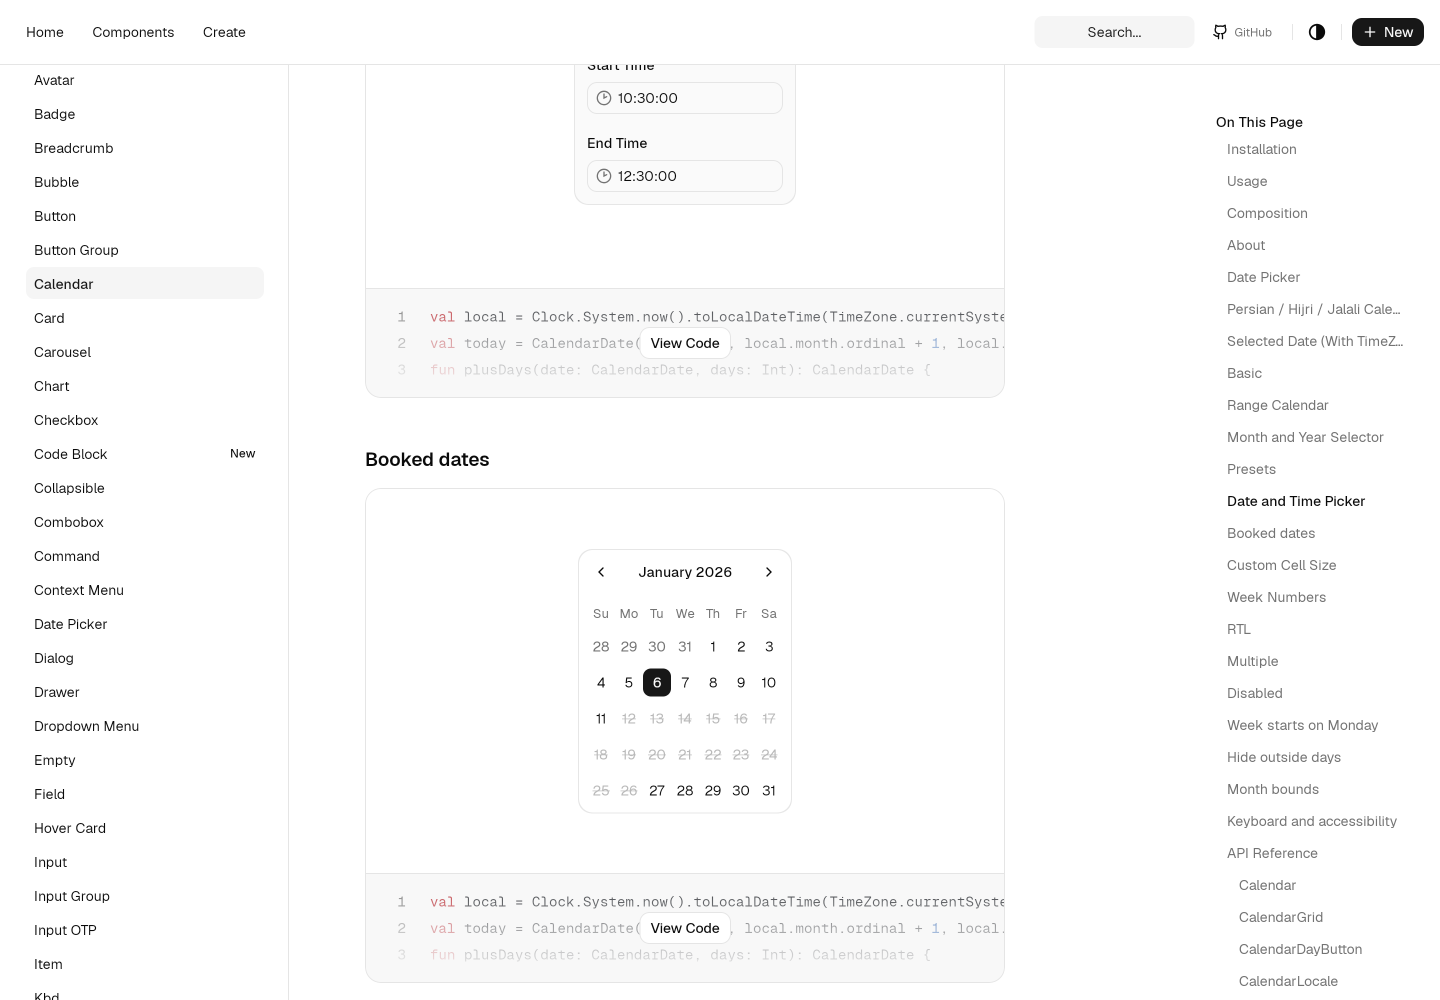 Home
Components
Create
Search...
GitHub
New
Avatar
Badge
Breadcrumb
Bubble
Button
Button Group
Calendar
Card
Carousel
Chart
Checkbox
Code Block
New
Collapsible
Combobox
Command
Context Menu
Date Picker
Dialog
Drawer
Dropdown Menu
Empty
Field
Hover Card
Input
Input Group
Input OTP
Item
Kbd
Start Time
10:30:00
End Time
12:30:00
1 val local = Clock.System.now().toLocalDateTime(TimeZone.currentSyste
2 val today = CalendarDate( , local.month.ordinal + 1, local.
View Code
3 fun plusDays(date: CalendarDate, days: Int): CalendarDate {
Booked dates
January 2026
Su Mo Tu We Th Fr Sa
28 29 30 31 1 2 3
4 5 6 7 8 9 10
11 12 13 14 15 16 17
18 19 20 21 22 23 24
25 26 27 28 29 30 31
1 val local = Clock.System.now().toLocalDateTime(TimeZone.currentSyste
2 val today = CalendarDate( , local.month.ordinal + 1, local.
View Code
3 fun plusDays(date: CalendarDate, days: Int): CalendarDate {
On This Page
Installation
Usage
Composition
About
Date Picker
Persian / Hijri / Jalali Cale...
Selected Date (With TimeZ...
Basic
Range Calendar
Month and Year Selector
Presets
Date and Time Picker
Booked dates
Custom Cell Size
Week Numbers
RTL
Multiple
Disabled
Week starts on Monday
Hide outside days
Month bounds
Keyboard and accessibility
API Reference
Calendar
CalendarGrid
CalendarDayButton
CalendarLocale